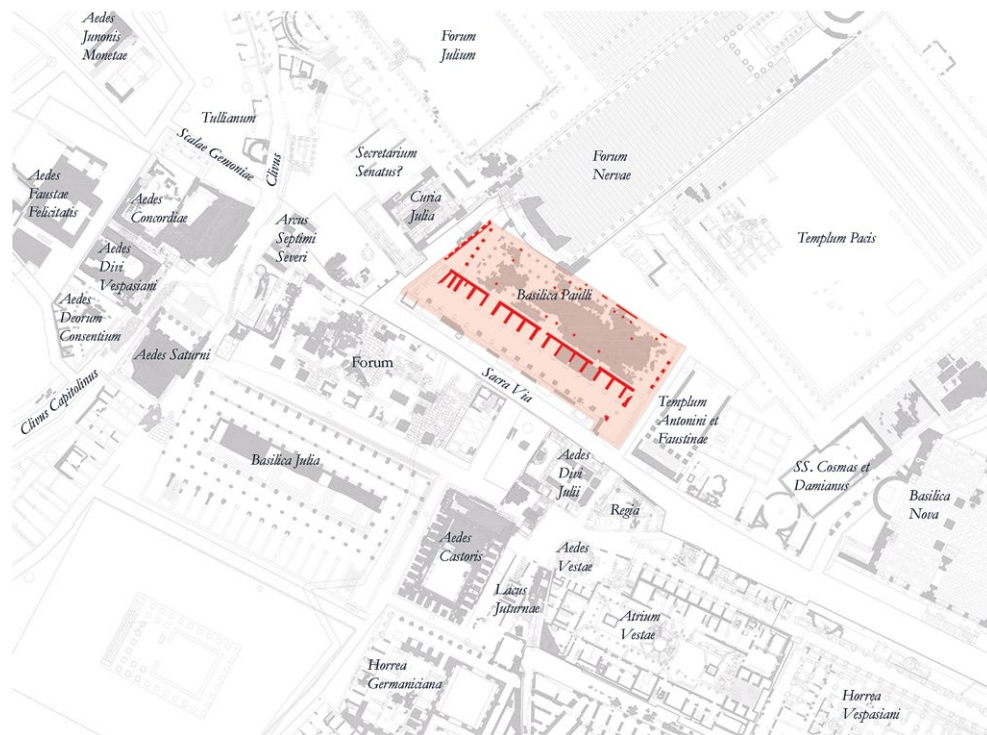 Aedes
Junonis
Monetae
Forum
Julium
Tullianum
Scalae Gemoniae
Clivus
Secretarium
Senatus?
Forum
Nervae
Aedes
Faustae
Felicitatis
Aedes
Concordiae
Curia
Julia
Arcus
Septimi
Severi
Templum Pacis
Aedes
Divi
Vespasiani
Basilica Paulli
Aedes
Deorum
Consentium
Aedes Saturni
Forum
Clivus Capitolinus
Sacra Via
Templum
Antonini et
Faustinae
Basilica Julia
Aedes
Divi
Julii
SS. Cosmas et
Damianus
Basilica
Nova
Regia
Aedes
Castoris
Aedes
Vestae
Lacus
Juturnae
Atrium
Vestae
Horrea
Germaniciana
Horrea
Vespasiani